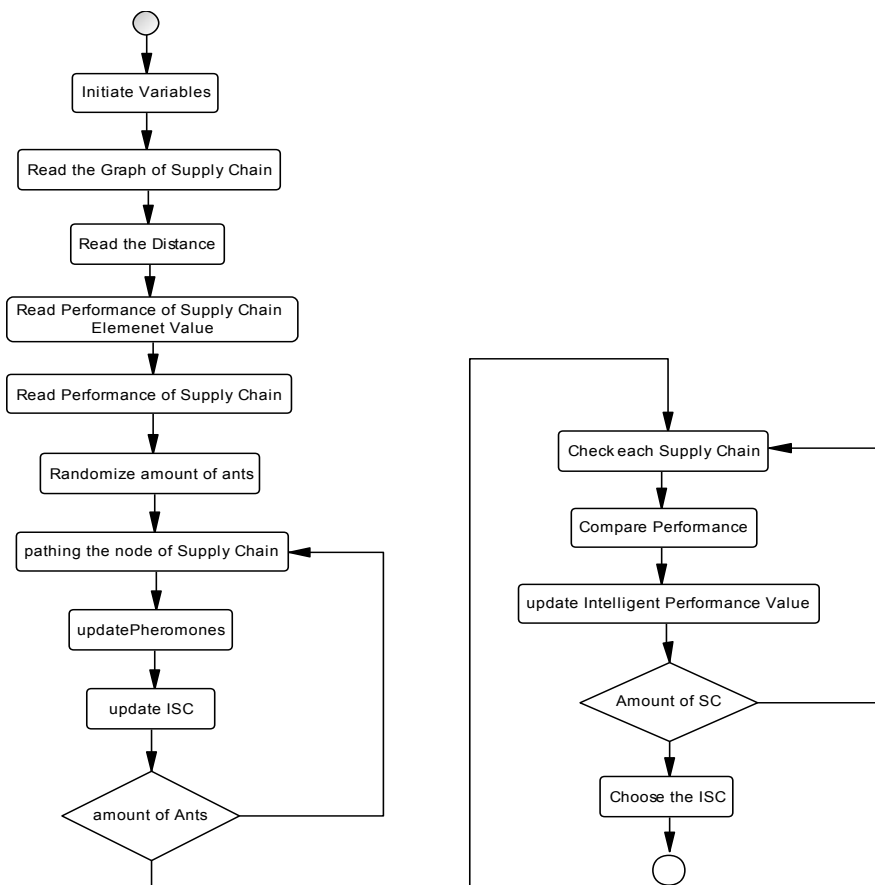 Initiate Variables
Read the Graph of Supply Chain
Read the Distance
Read Performance of Supply Chain
Elemenet Value
Read Performance of Supply Chain
Randomize amount of ants
pathing the node of Supply Chain
updatePheromones
update ISC
amount of Ants
Check each Supply Chain
Compare Performance
update Intelligent Performance Value
Amount of SC
Choose the ISC